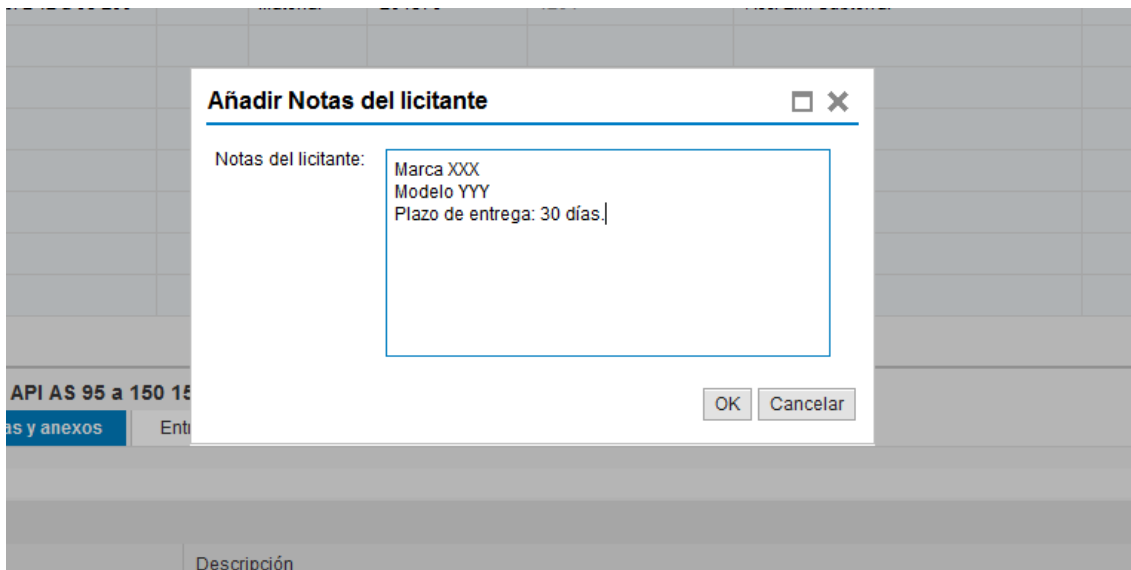 Añadir Notas del licitante
Notas del licitante:
Marca XXX
Modelo YYY
Plazo de entrega: 30 días.
OK Cancelar
API AS 95 a 150 15
as y anexos Entr
Descripción